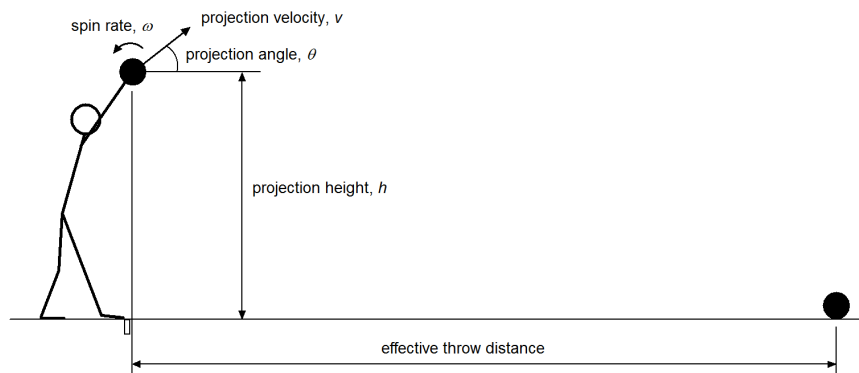 projection velocity, v
spin rate, ω
projection angle, θ
projection height, h
effective throw distance